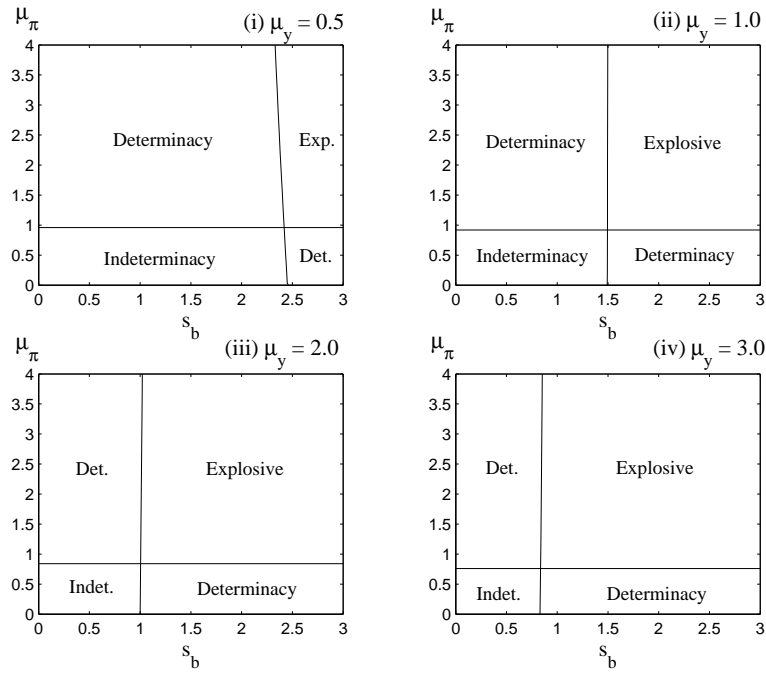 μπ (i) μy = 0.5
4
3.5
3
2.5
2
1.5
1
0.5
0
Determinacy Exp.
Indeterminacy Det.
0 0.5 1 1.5 2 2.5 3
sb
μπ (ii) μy = 1.0
4
3.5
3
2.5
2
1.5
1
0.5
0
Determinacy Explosive
Indeterminacy Determinacy
0 0.5 1 1.5 2 2.5 3
sb
μπ (iii) μy = 2.0
4
3.5
3
2.5
2
1.5
1
0.5
0
Det. Explosive
Indet. Determinacy
0 0.5 1 1.5 2 2.5 3
sb
μπ (iv) μy = 3.0
4
3.5
3
2.5
2
1.5
1
0.5
0
Det. Explosive
Indet. Determinacy
0 0.5 1 1.5 2 2.5 3
sb